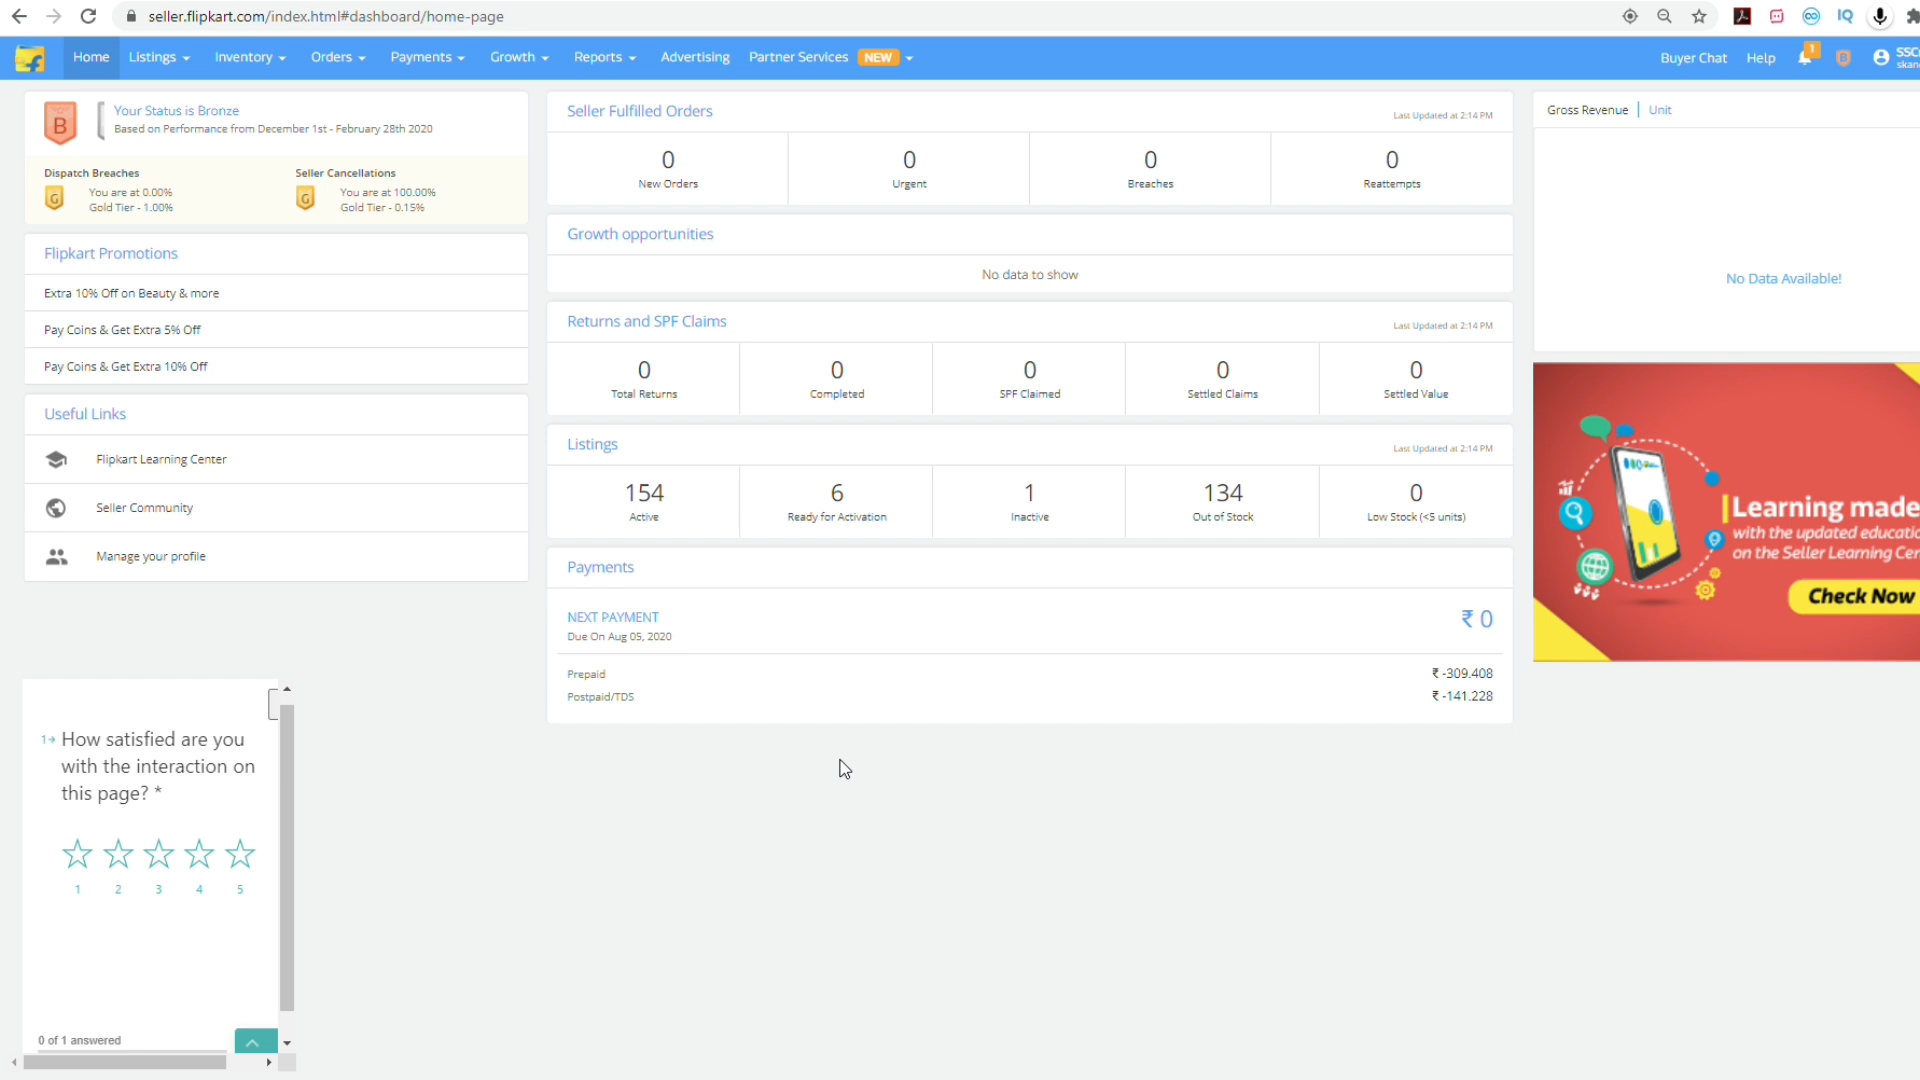 seller.flipkart.com/index.html#dashboard/home-page
IQ
Home Listings Inventory Orders Payments Growth Reports Advertising Partner Services NEW
Buyer Chat Help 1 B
B
Your Status is Bronze
Based on Performance from December 1st - February 28th 2020
Dispatch Breaches
G
You are at 0.00%
Gold Tier - 1.00%
Seller Cancellations
G
You are at 100.00%
Gold Tier - 0.15%
Flipkart Promotions
Extra 10% Off on Beauty & more
Pay Coins & Get Extra 5% Off
Pay Coins & Get Extra 10% Off
Useful Links
Flipkart Learning Center
Seller Community
Manage your profile
1 How satisfied are you
with the interaction on
this page? *
1 2 3 4 5
0 of 1 answered
Seller Fulfilled Orders
Last Updated at 2:14 PM
0 0 0 0
New Orders Urgent Breaches Reattempts
Growth opportunities
No data to show
Returns and SPF Claims
Last Updated at 2:14 PM
0 0 0 0 0
Total Returns Completed SPF Claimed Settled Claims Settled Value
Listings
Last Updated at 2:14 PM
154 6 1 134 0
Active Ready for Activation Inactive Out of Stock Low Stock (<5 units)
Payments
NEXT PAYMENT
₹ 0
Due On Aug 05, 2020
Prepaid ₹ -309.408
Postpaid/TDS ₹ -141.228
Gross Revenue Unit
No Data Available!
Learning made
with the updated
on the Seller Learning
Check Now